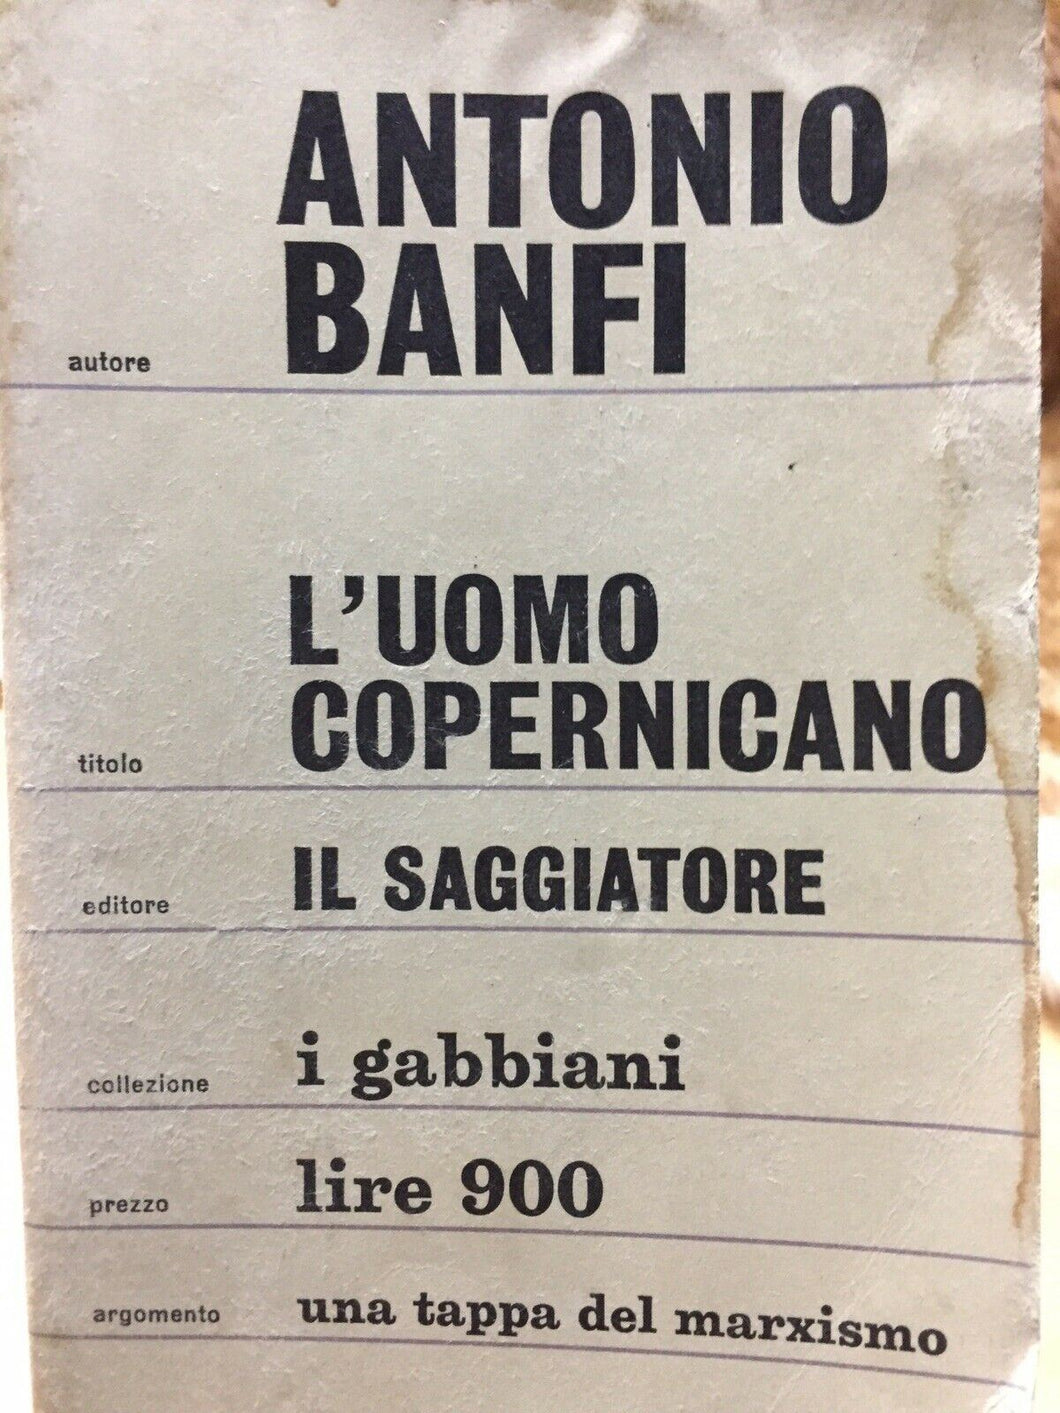 ANTONIO
autore BANFI
L'UOMO
titolo COPERNICANO
editore IL SAGGIATORE
collezione i gabbiani
prezzo lire 900
argomento una tappa del marxismo